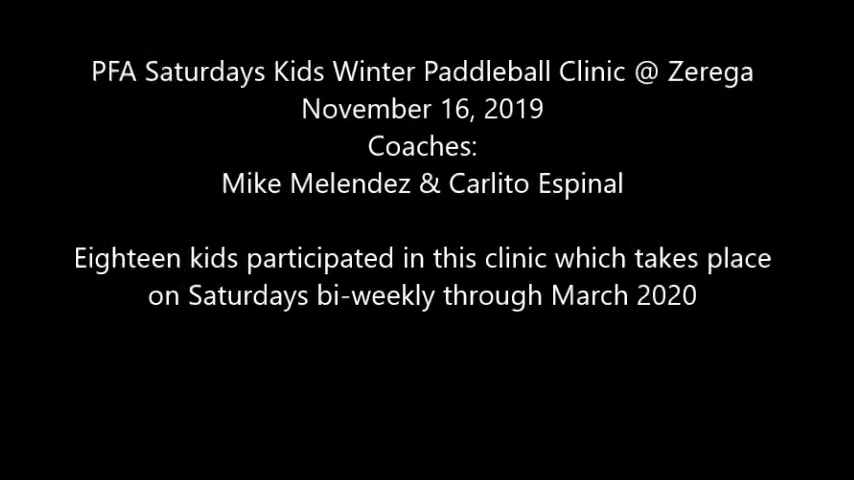 PFA Saturdays Kids Winter Paddleball Clinic @ Zerega
November 16, 2019
Coaches:
Mike Melendez & Carlito Espinal
Eighteen kids participated in this clinic which takes place
on Saturdays bi-weekly through March 2020